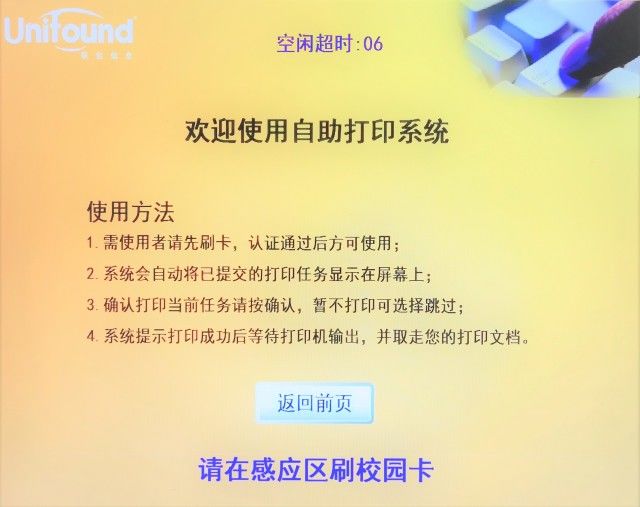 Unifound
联创信息
空闲超时:06
欢迎使用自助打印系统
使用方法
1.需使用者请先刷卡，认证通过后方可使用；
2.系统会自动将已提交的打印任务显示在屏幕上；
3.确认打印当前任务请按确认，暂不打印可选择跳过；
4.系统提示打印成功后等待打印机输出，并取走您的打印文档。
返回前页
请在感应区刷校园卡